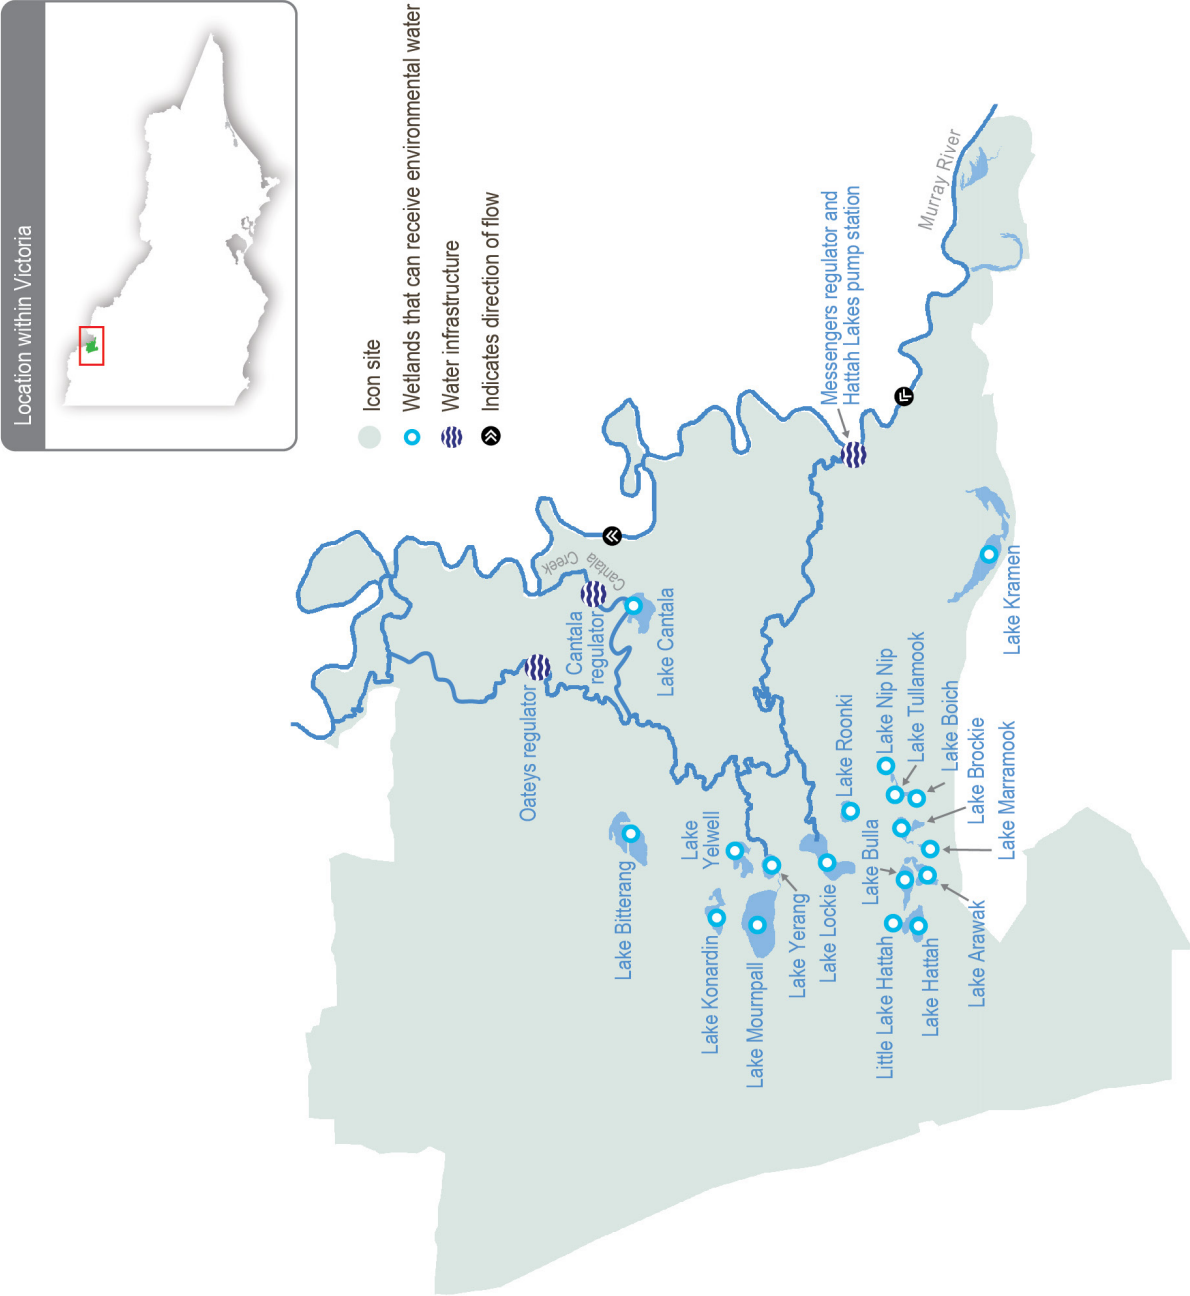 Location within Victoria
Icon site
Wetlands that can receive environmental water
Water infrastructure
Indicates direction of flow
Murray River
Messengers regulator and
Hattah Lakes pump station
Cantala
Creek
Cantala
regulator
Lake Cantala
Oateys regulator
Lake Kramen
Lake Bitterang
Lake
Yelwell
Lake Konardin
Lake Mournpall
Lake Yerang
Lake Lockie
Lake Roonki
Lake Nip Nip
Lake Tullamook
Lake Boich
Lake Brockie
Lake Marramook
Lake Bulla
Little Lake Hattah
Lake Hattah
Lake Arawak